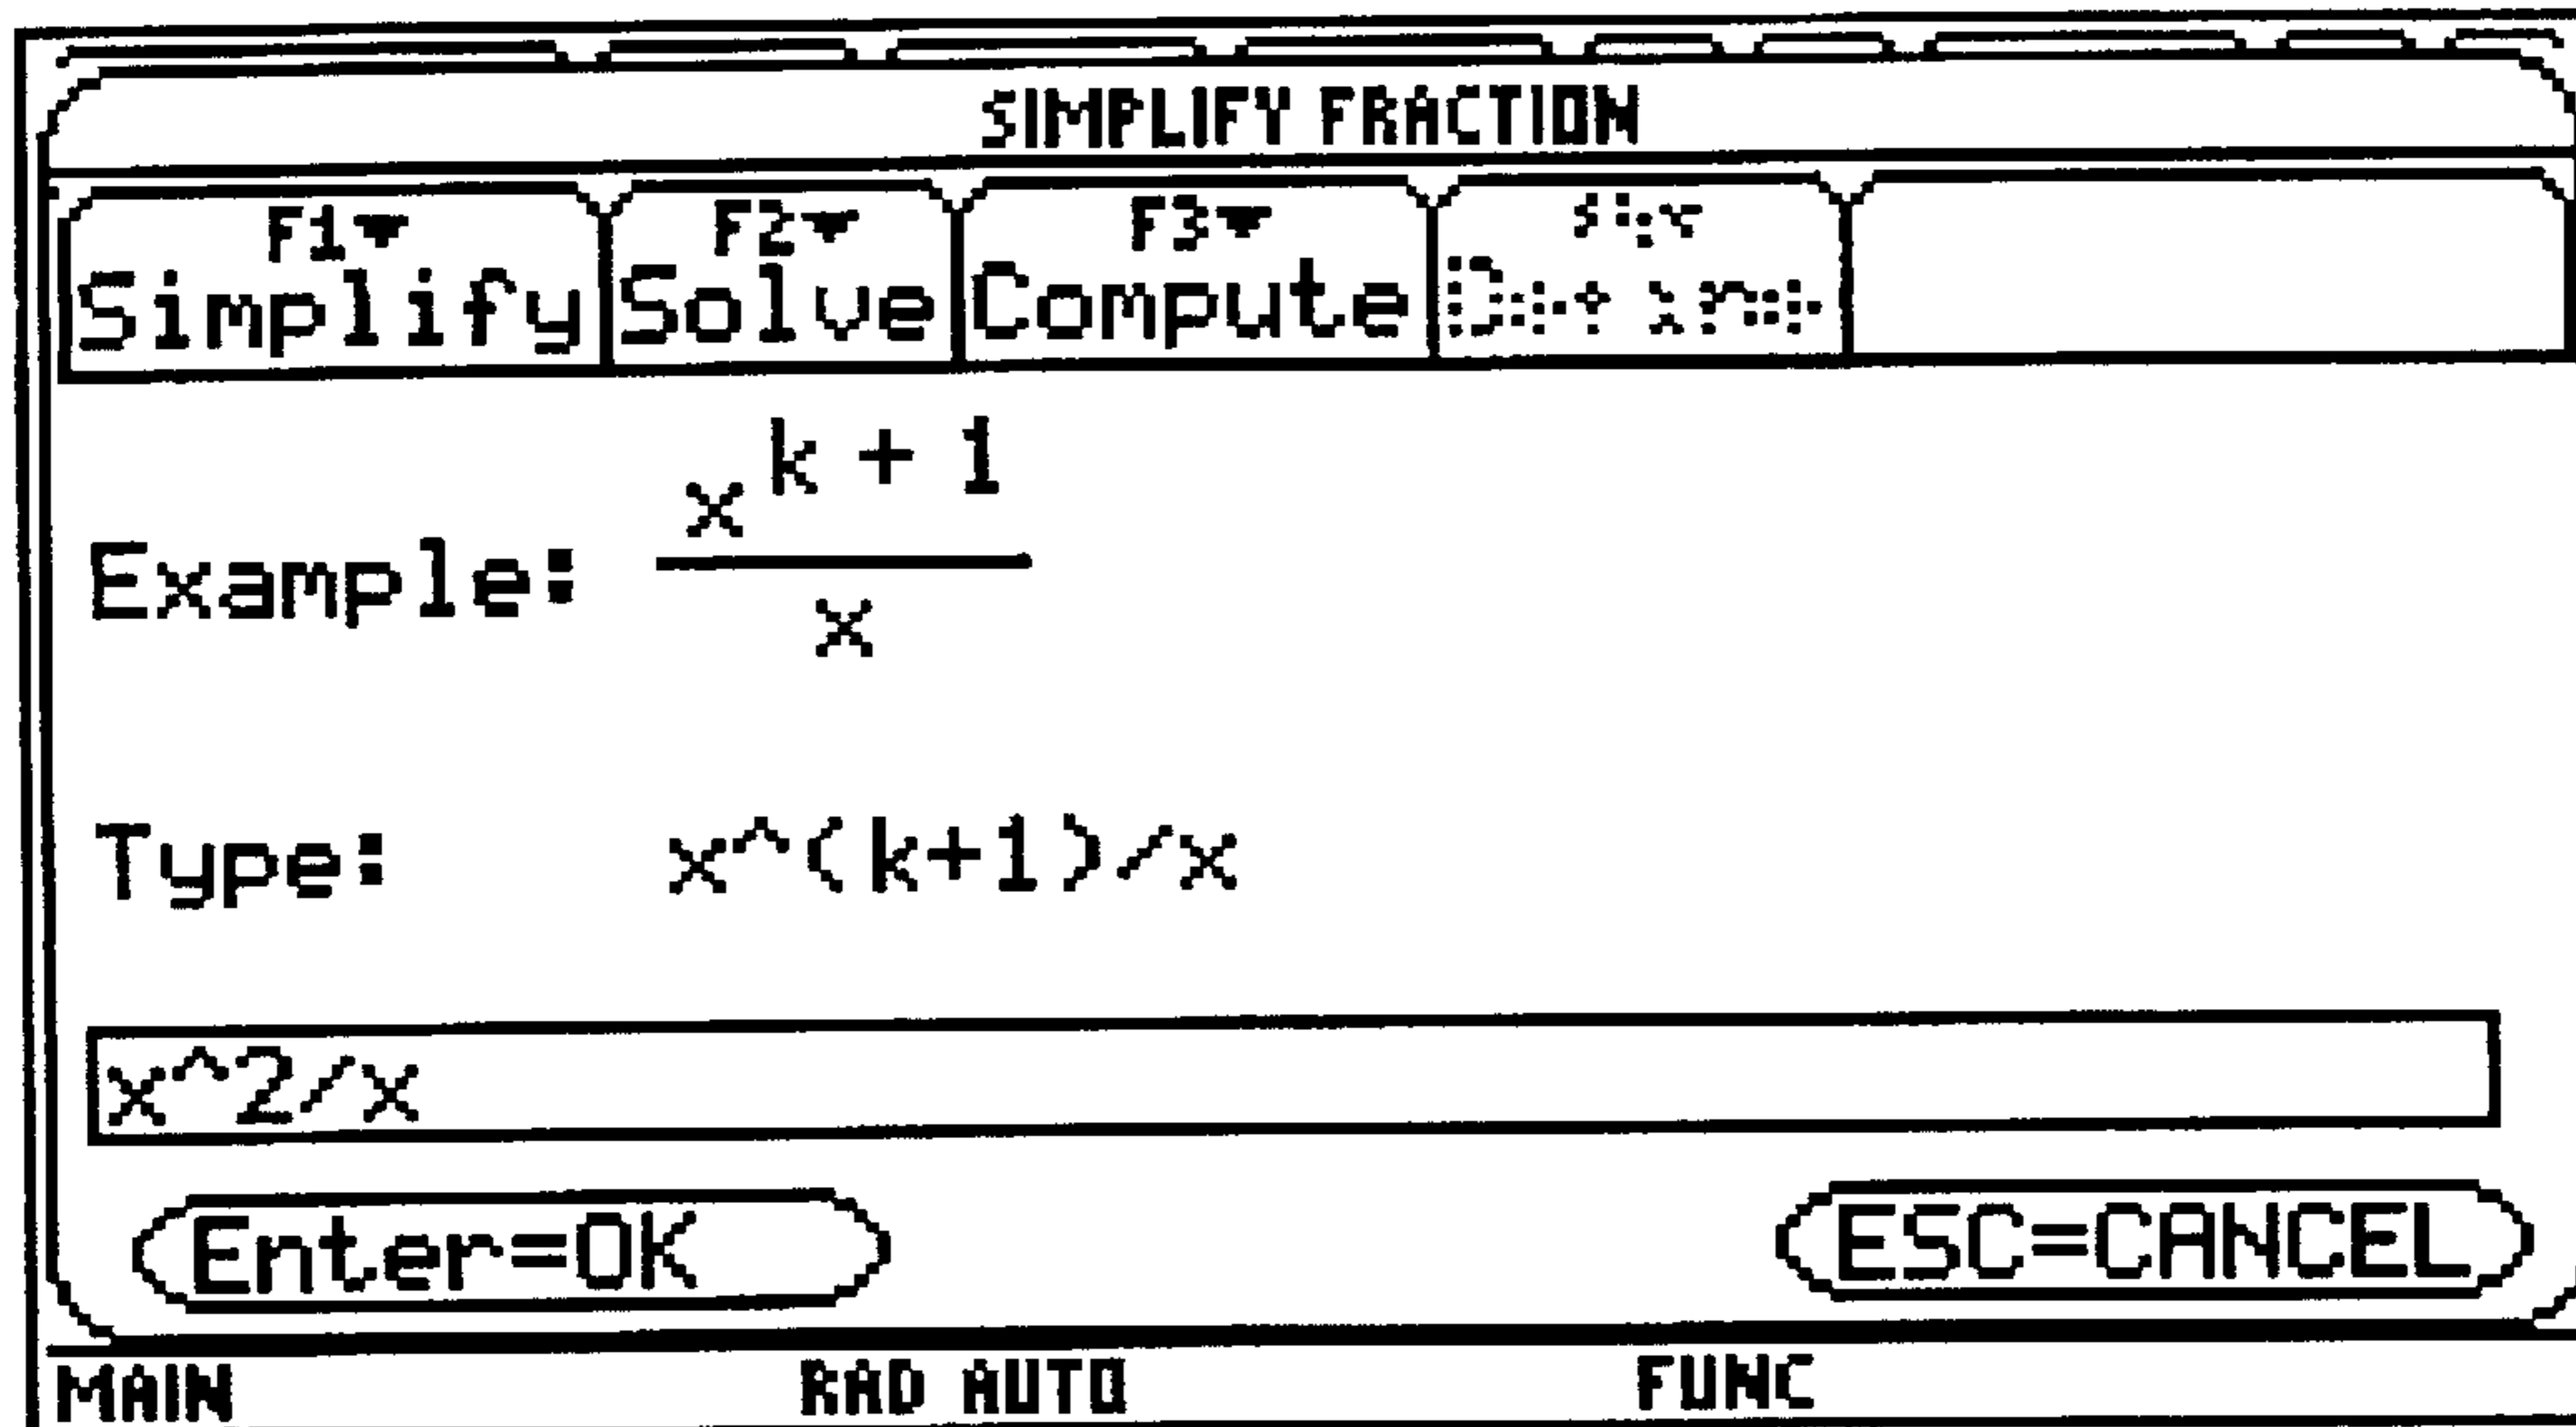 SIMPLIFY FRACTION
F1▼ F2▼ F3▼
Simplify Solve Compute
Example: x^(k + 1)/x
Type: x^(k+1)/x
x^2/x
Enter=OK ESC=CANCEL
MAIN RAD AUTO FUNC